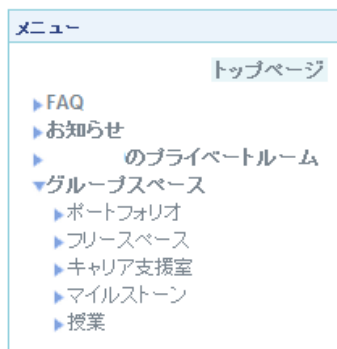 メニュー
トップページ
FAQ
お知らせ
のプライベートルーム
グループスペース
ポートフォリオ
フリースペース
キャリア支援室
マイルストーン
授業